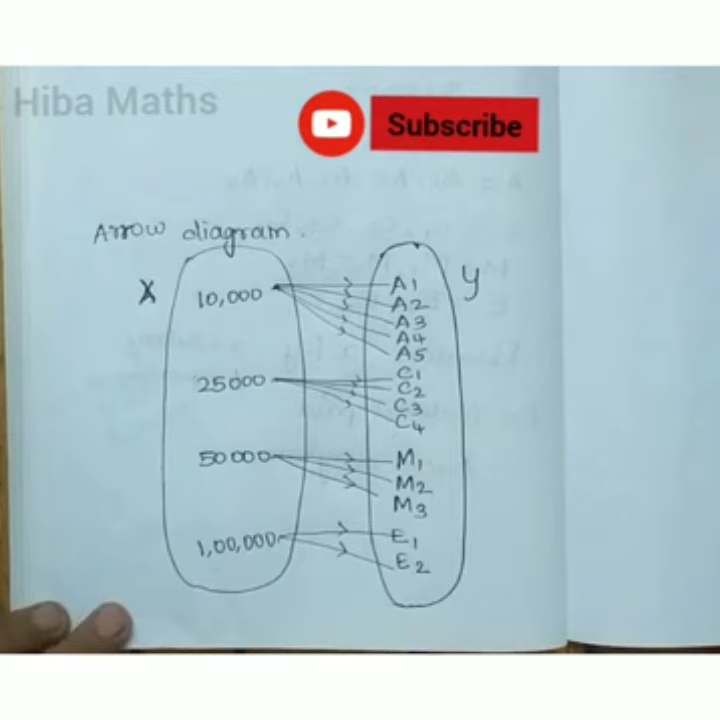 Hiba Maths
Subscribe
Arrow diagram.
X
Y
10,000
A1
A2
A3
A4
A5
25000
C1
C2
C3
C4
50000
M1
M2
M3
1,00,000
E1
E2